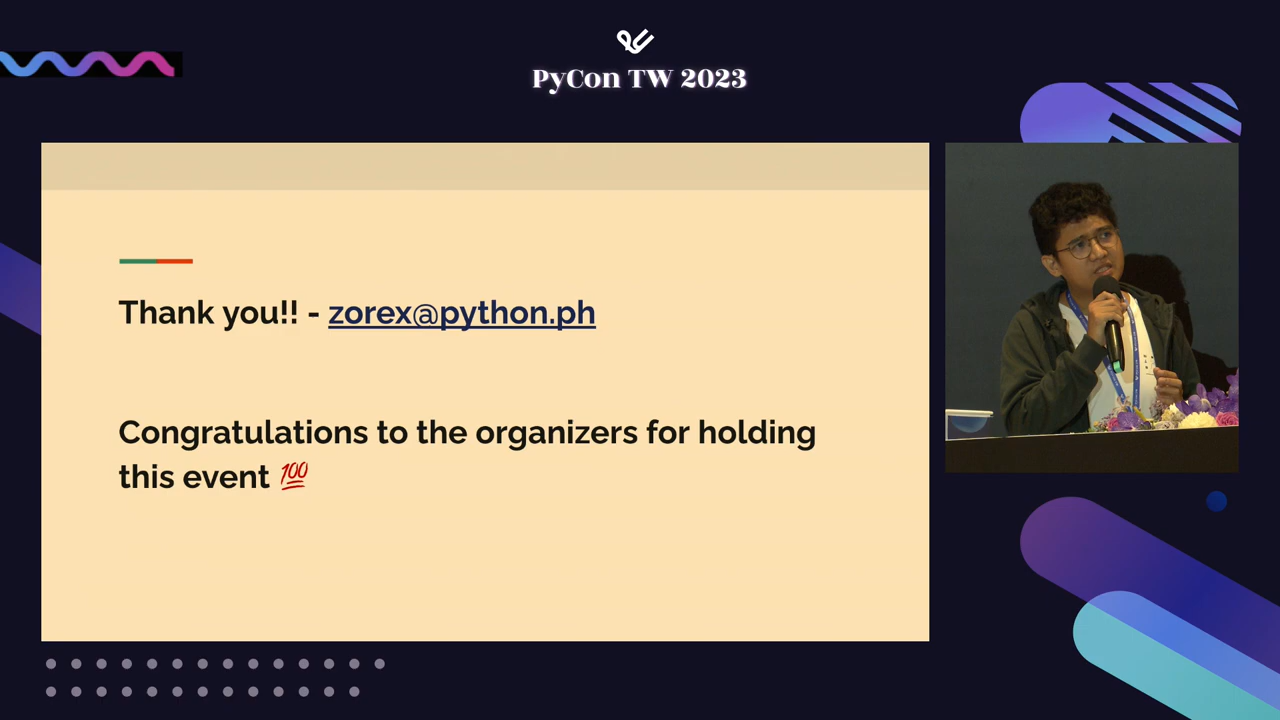 PyCon TW 2023
Thank you!! - zorex@python.ph
Congratulations to the organizers for holding
this event 💯